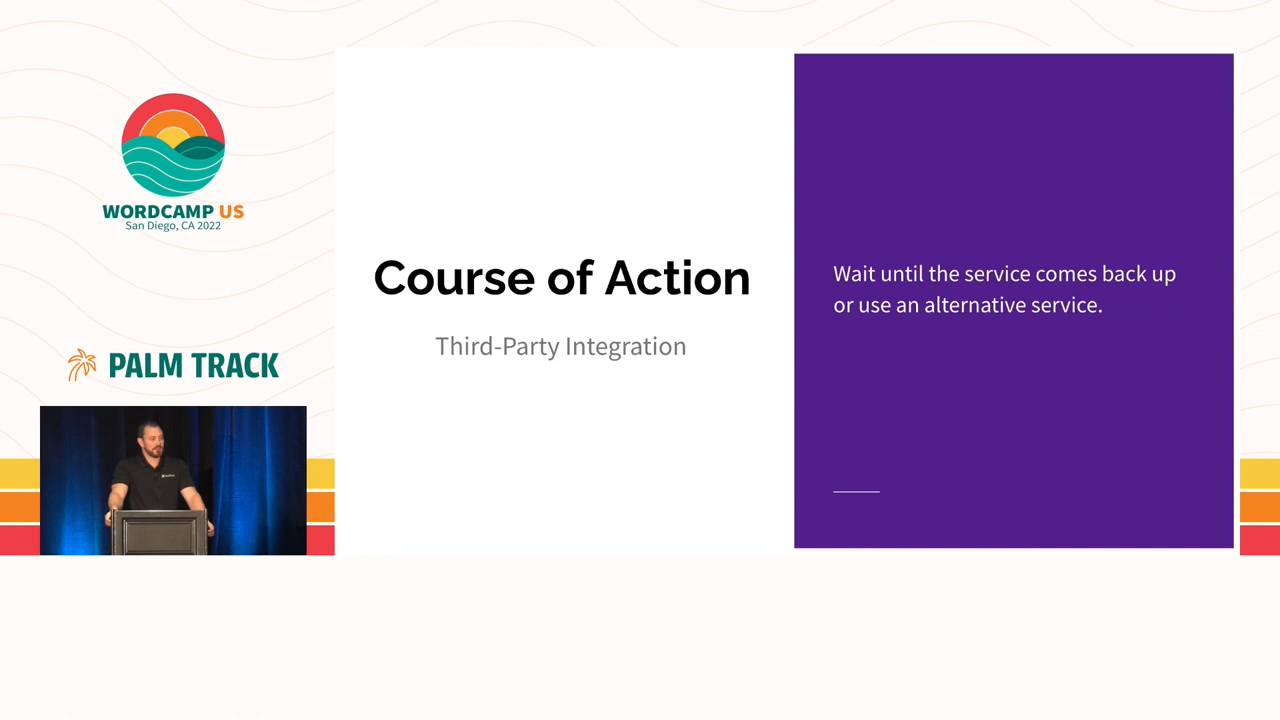 WORDCAMP US
San Diego, CA 2022
PALM TRACK
Course of Action
Third-Party Integration
Wait until the service comes back up
or use an alternative service.